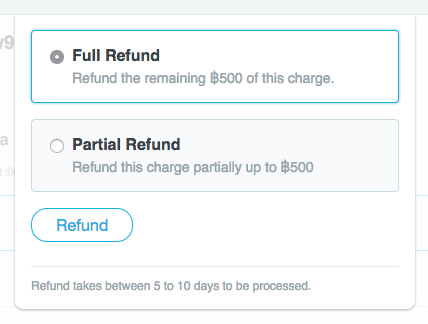 Full Refund
Refund the remaining ฿500 of this charge.
Partial Refund
Refund this charge partially up to ฿500
Refund
Refund takes between 5 to 10 days to be processed.